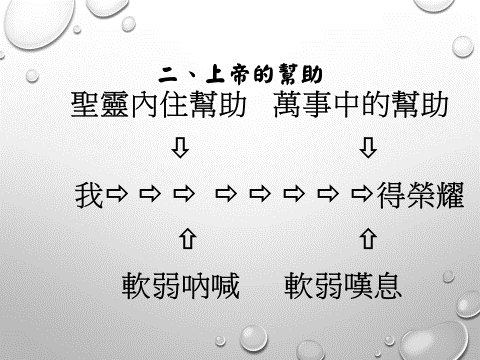 二、上帝的幫助
聖靈內住幫助 萬事中的幫助
⇩ ⇩
我⇨⇨⇨ ⇨⇨⇨⇨⇨得榮耀
⇧ ⇧
軟弱吶喊 軟弱嘆息